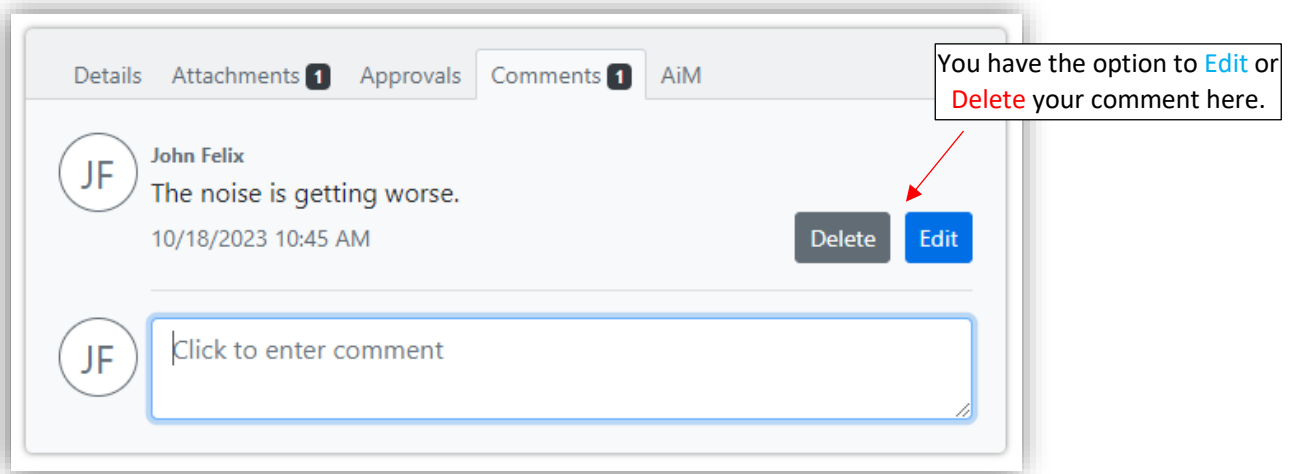 Details Attachments 1 Approvals Comments 1 AiM
You have the option to Edit or
Delete your comment here.
JF
John Felix
The noise is getting worse.
10/18/2023 10:45 AM
Delete Edit
JF
Click to enter comment